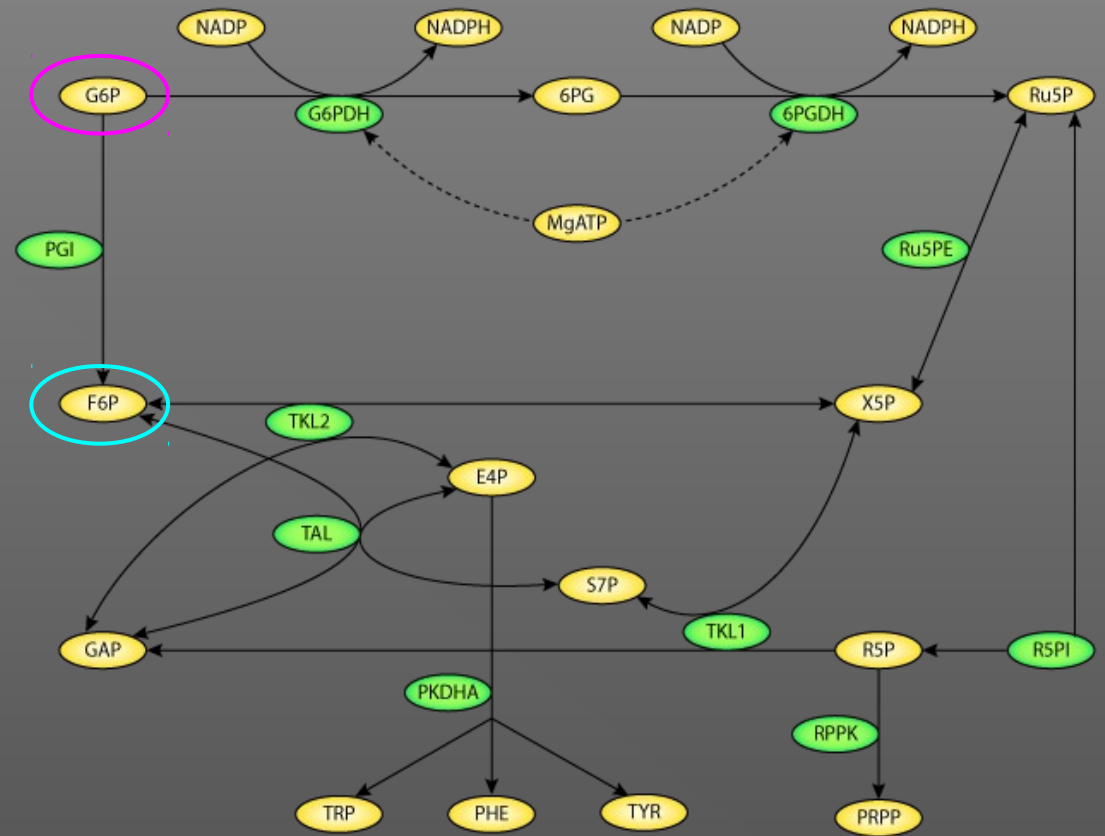 NADP
NADPH
NADP
NADPH
G6P
6PG
Ru5P
G6PDH
6PGDH
MgATP
PGI
Ru5PE
F6P
X5P
TKL2
E4P
TAL
S7P
TKL1
GAP
R5P
R5PI
PKDHA
RPPK
TRP
PHE
TYR
PRPP